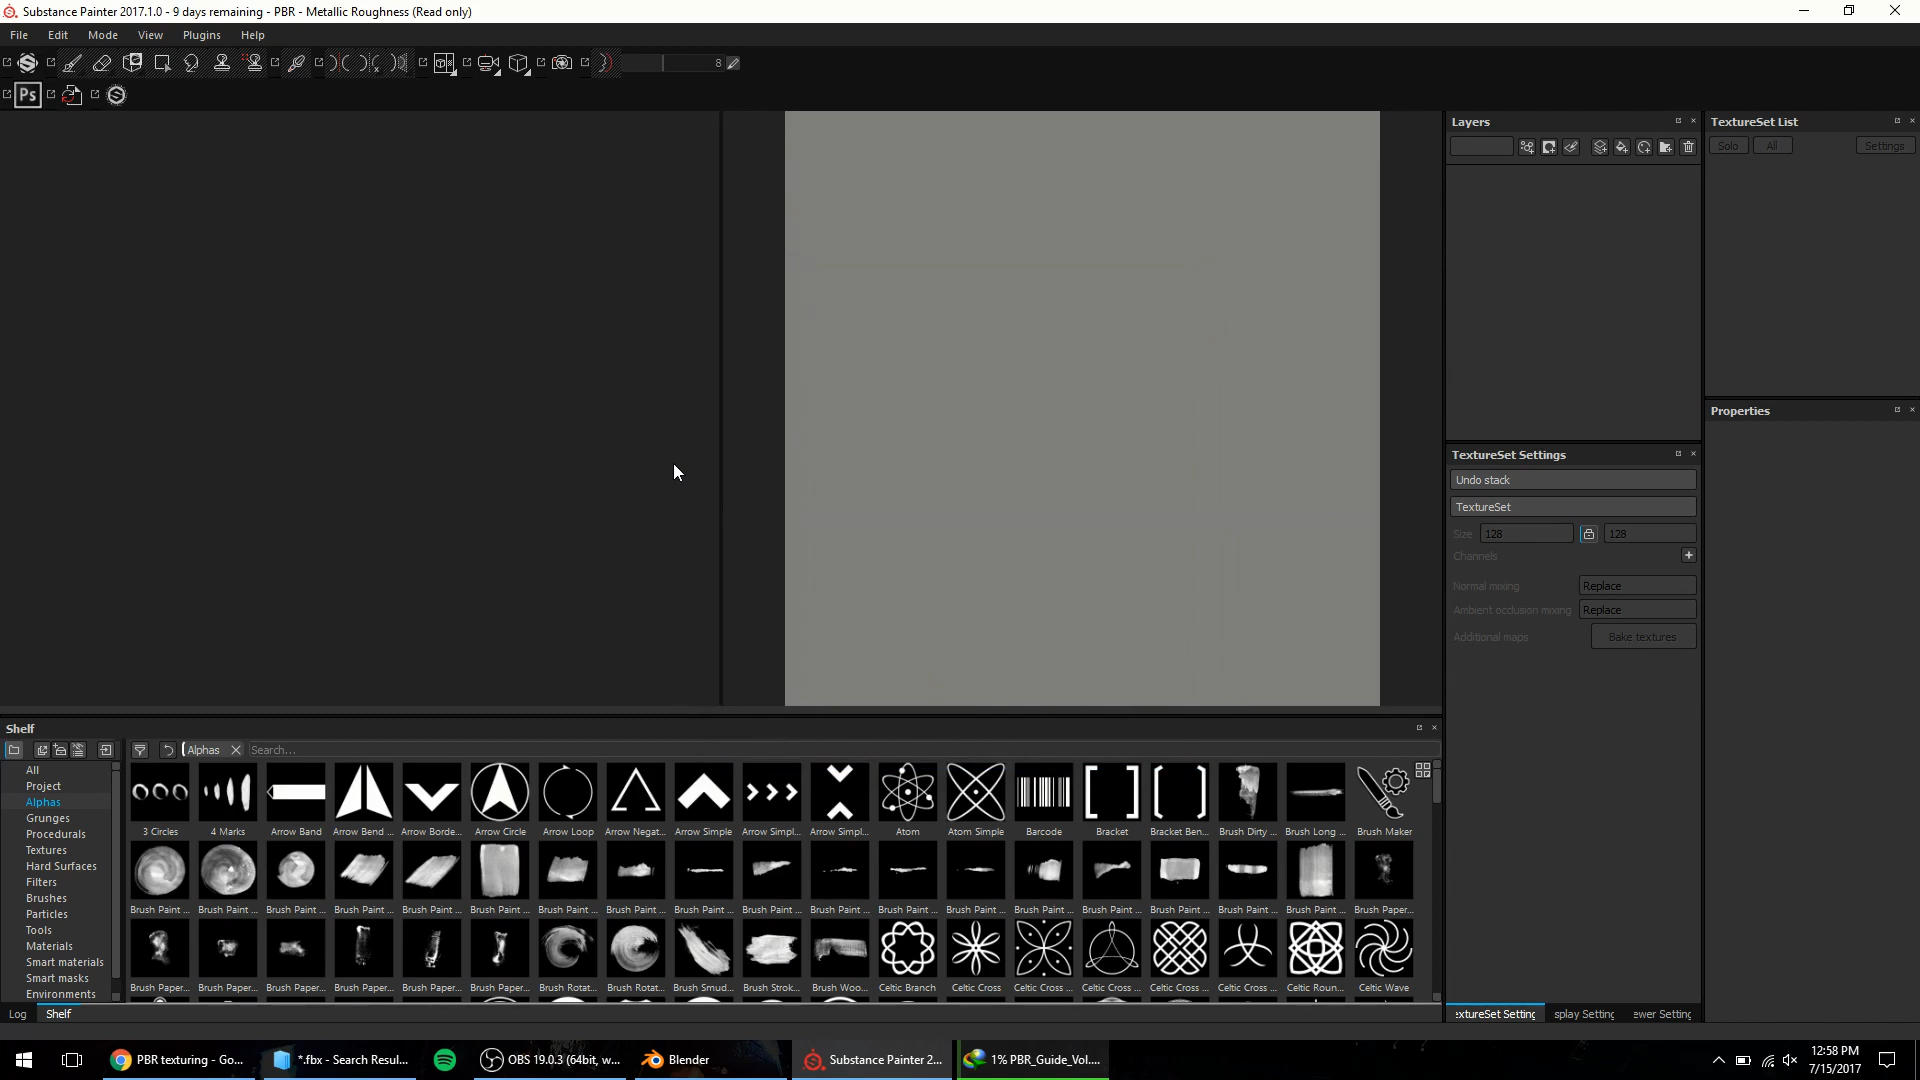 Substance Painter 2017.1.0 - 9 days remaining - PBR - Metallic Roughness (Read only)
File Edit Mode View Plugins Help
8
Ps
Layers
TextureSet List
Solo All Settings
Properties
TextureSet Settings
Undo stack
TextureSet
Size 128 128
Channels
Normal mixing Replace
Ambient occlusion mixing Replace
Additional maps Bake textures
Shelf
Alphas Search...
All
Project
Alphas
Grunges
Procedurals
Textures
Hard Surfaces
Filters
Brushes
Particles
Tools
Materials
Smart materials
Smart masks
Environments
3 Circles 4 Marks Arrow Band Arrow Bend ... Arrow Borde... Arrow Circle Arrow Loop Arrow Negat... Arrow Simple Arrow Simpl... Arrow Simpl... Atom Atom Simple Barcode Bracket Bracket Ben... Brush Dirty ... Brush Long ... Brush Maker
Brush Paint ... Brush Paint ... Brush Paint ... Brush Paint ... Brush Paint ... Brush Paint ... Brush Paint ... Brush Paint ... Brush Paint ... Brush Paint ... Brush Paint ... Brush Paint ... Brush Paint ... Brush Paint ... Brush Paint ... Brush Paint ... Brush Paint ... Brush Paint ... Brush Paper...
Brush Paper... Brush Paper... Brush Paper... Brush Paper... Brush Paper... Brush Paper... Brush Rotat... Brush Rotat... Brush Smud... Brush Strok... Brush Woo... Celtic Branch Celtic Cross Celtic Cross ... Celtic Cross ... Celtic Cross ... Celtic Cross ... Celtic Roun... Celtic Wave
Log Shelf
extureSet Setting splay Setting ewer Setting
PBR texturing - Go... *.fbx - Search Resul... OBS 19.0.3 (64bit, w... Blender Substance Painter 2... 1% PBR_Guide_Vol....
12:58 PM
7/15/2017